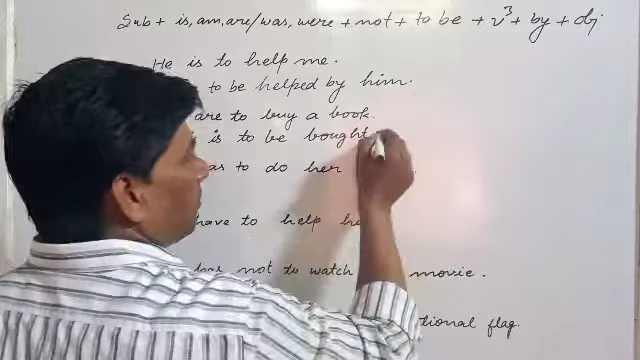 Sub + is, am, are/was, were + not + to be + v³ + by + obj
He is to help me.
to be helped by him.
are to buy a book.
is to be bought
as to do her
have to help
has not to watch movie.
tional flag.